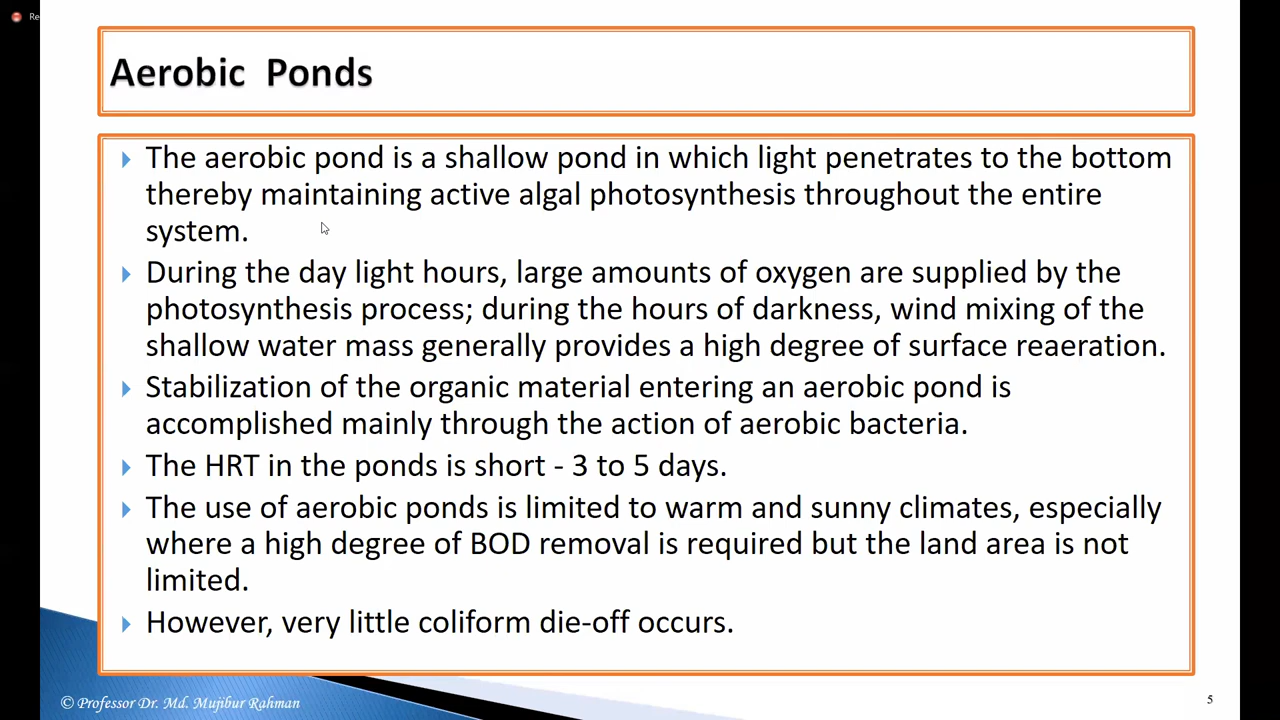 Re
Aerobic Ponds
The aerobic pond is a shallow pond in which light penetrates to the bottom
thereby maintaining active algal photosynthesis throughout the entire
system.
During the day light hours, large amounts of oxygen are supplied by the
photosynthesis process; during the hours of darkness, wind mixing of the
shallow water mass generally provides a high degree of surface reaeration.
Stabilization of the organic material entering an aerobic pond is
accomplished mainly through the action of aerobic bacteria.
The HRT in the ponds is short - 3 to 5 days.
The use of aerobic ponds is limited to warm and sunny climates, especially
where a high degree of BOD removal is required but the land area is not
limited.
However, very little coliform die-off occurs.
© Professor Dr. Md. Mujibur Rahman
5